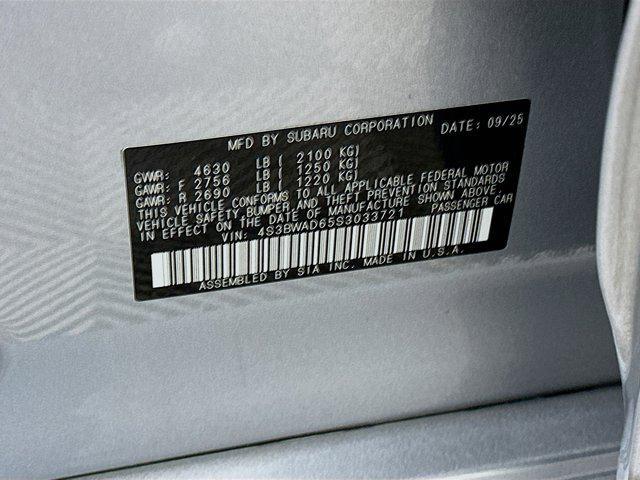 MFD BY SUBARU CORPORATION DATE: 09/25
GWR: 4630 LB ( 2100 KG)
GAWR: F 2756 LB ( 1250 KG)
GAWR: R 2690 LB ( 1220 KG)
THIS VEHICLE CONFORMS TO ALL APPLICABLE FEDERAL MOTOR
VEHICLE SAFETY, BUMPER, AND THEFT PREVENTION STANDARDS
IN EFFECT ON THE DATE OF MANUFACTURE SHOWN ABOVE.
VIN: 4S3BWAD65S3033721 PASSENGER CAR
ASSEMBLED BY SIA INC. MADE IN U.S.A.